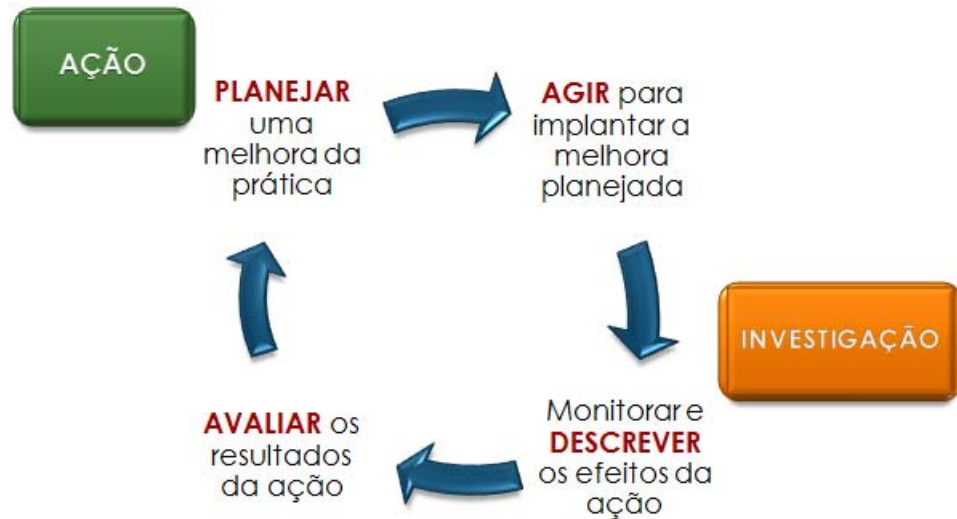 AÇÃO
PLANEJAR
uma
melhora da
prática
AGIR para
implantar a
melhora
planejada
INVESTIGAÇÃO
Monitorar e
DESCREVER
os efeitos da
ação
AVALIAR os
resultados
da ação